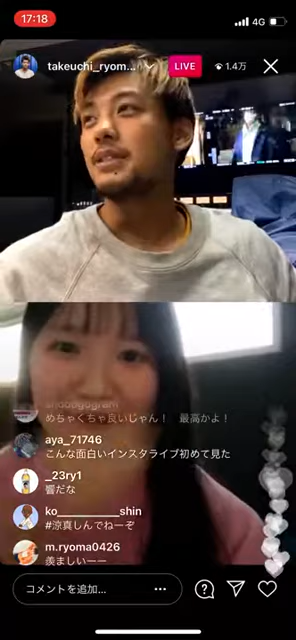 17:18
4G
takeuchi_ryom...
LIVE
1.4万
めちゃくちゃ良いじゃん！ 最高かよ！
aya_71746
こんな面白いインスタライブ初めて見た
_23ry1
響だな
ko____________shin
#涼真しんでねーぞ
m.ryoma0426
羨ましいーー
コメントを追加...